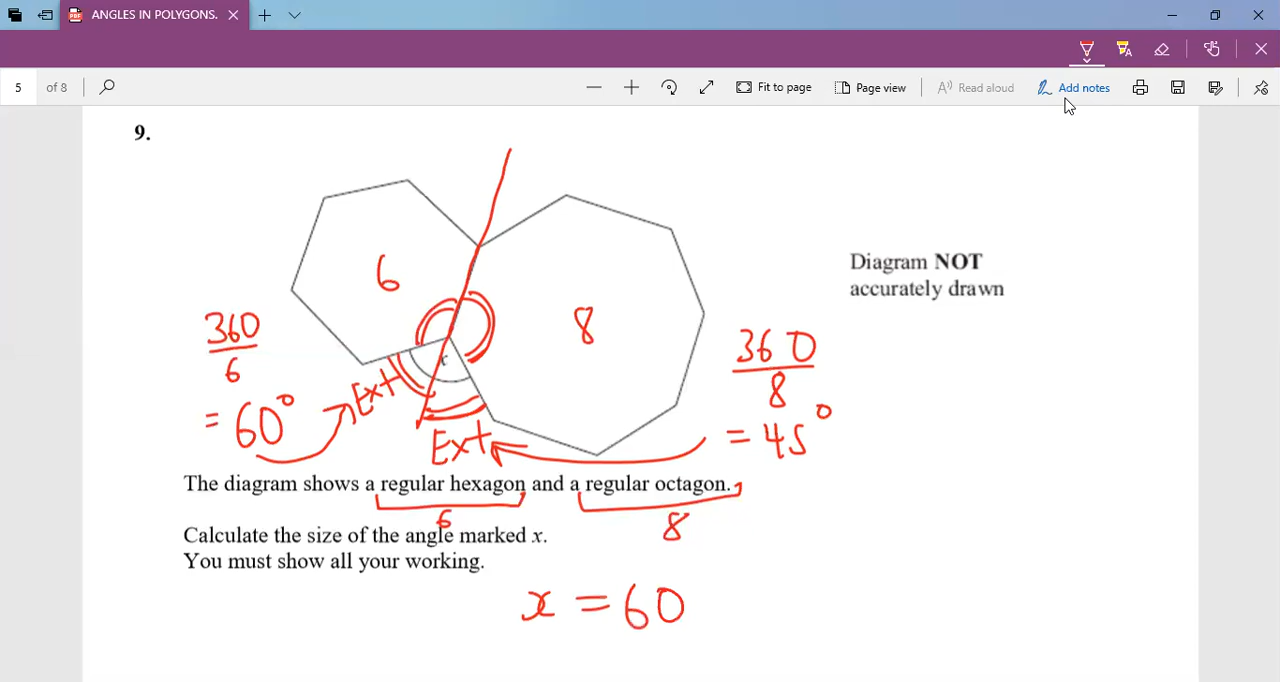 ANGLES IN POLYGONS.
5 of 8
Fit to page
Page view
Read aloud
Add notes
9.
6
8
Diagram NOT
accurately drawn
360
6
= 60°
Ext
Ext
360
8
= 45°
The diagram shows a regular hexagon and a regular octagon.
6
8
Calculate the size of the angle marked x.
You must show all your working.
x = 60